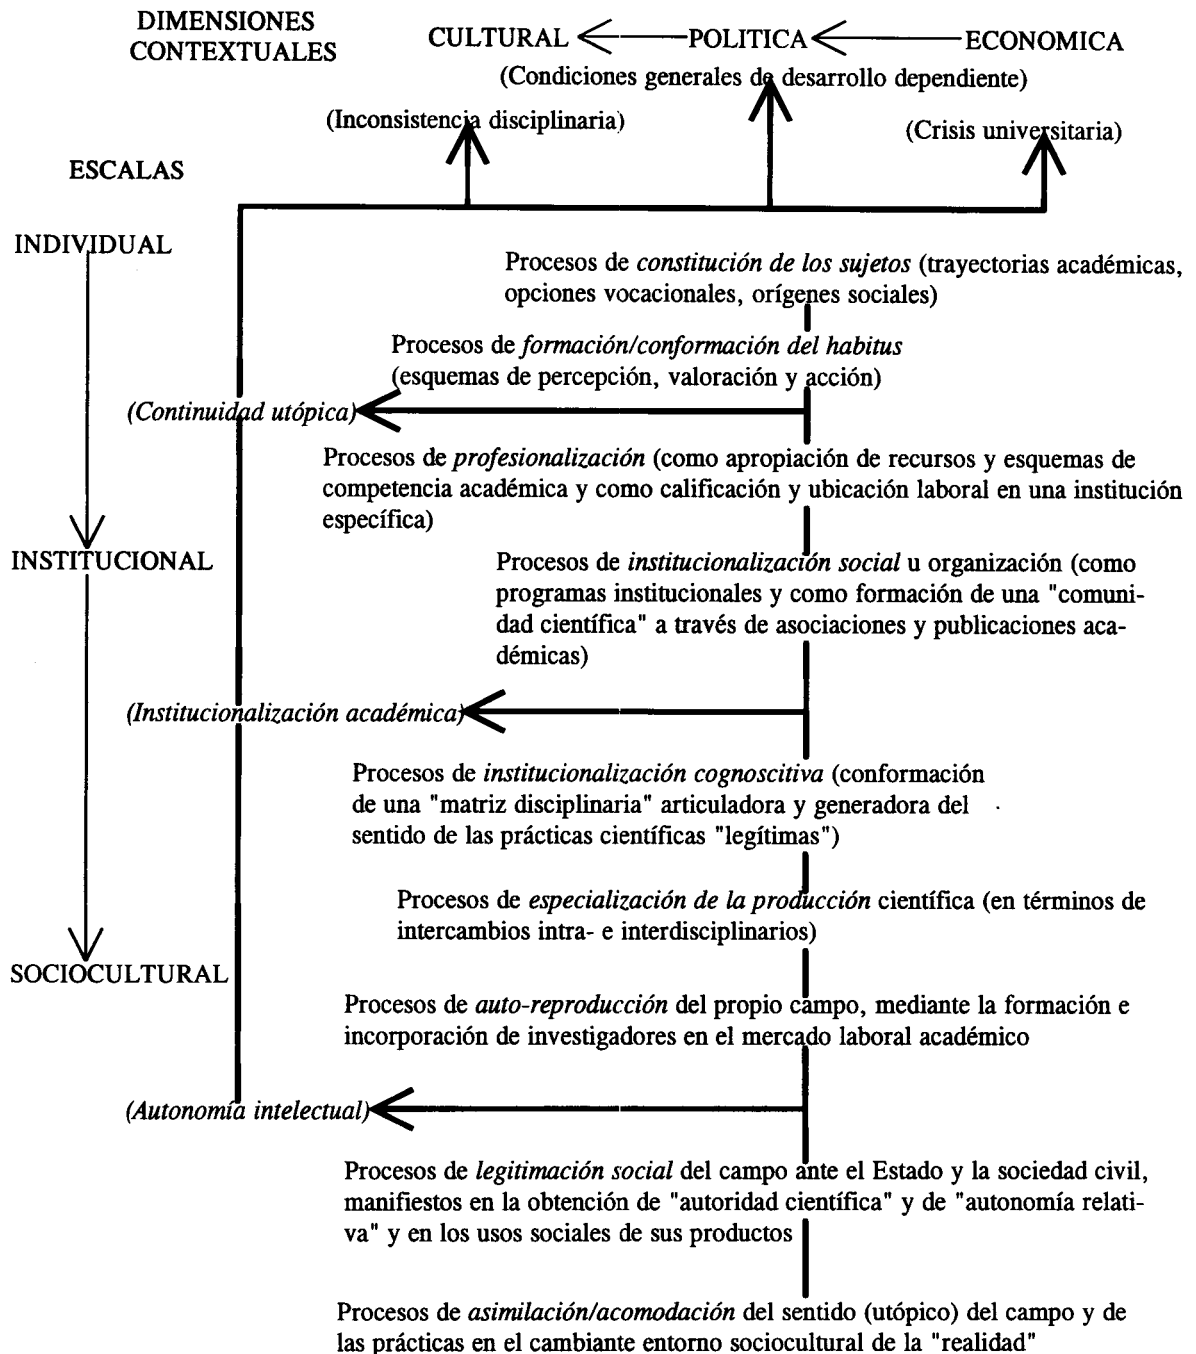 DIMENSIONES
CONTEXTUALES
CULTURAL POLITICA ECONOMICA
(Condiciones generales de desarrollo dependiente)
(Inconsistencia disciplinaria)
(Crisis universitaria)
ESCALAS
INDIVIDUAL
Procesos de constitución de los sujetos (trayectorias académicas,
opciones vocacionales, orígenes sociales)
Procesos de formación/conformación del habitus
(esquemas de percepción, valoración y acción)
(Continuidad utópica)
Procesos de profesionalización (como apropiación de recursos y esquemas de
competencia académica y como calificación y ubicación laboral en una institución
específica)
INSTITUCIONAL
Procesos de institucionalización social u organización (como
programas institucionales y como formación de una "comuni-
dad científica" a través de asociaciones y publicaciones aca-
démicas)
(Institucionalización académica)
Procesos de institucionalización cognoscitiva (conformación
de una "matriz disciplinaria" articuladora y generadora del
sentido de las prácticas científicas "legítimas")
Procesos de especialización de la producción científica (en términos de
intercambios intra- e interdisciplinarios)
SOCIOCULTURAL
Procesos de auto-reproducción del propio campo, mediante la formación e
incorporación de investigadores en el mercado laboral académico
(Autonomía intelectual)
Procesos de legitimación social del campo ante el Estado y la sociedad civil,
manifiestos en la obtención de "autoridad científica" y de "autonomía relati-
va" y en los usos sociales de sus productos
Procesos de asimilación/acomodación del sentido (utópico) del campo y de
las prácticas en el cambiante entorno sociocultural de la "realidad"